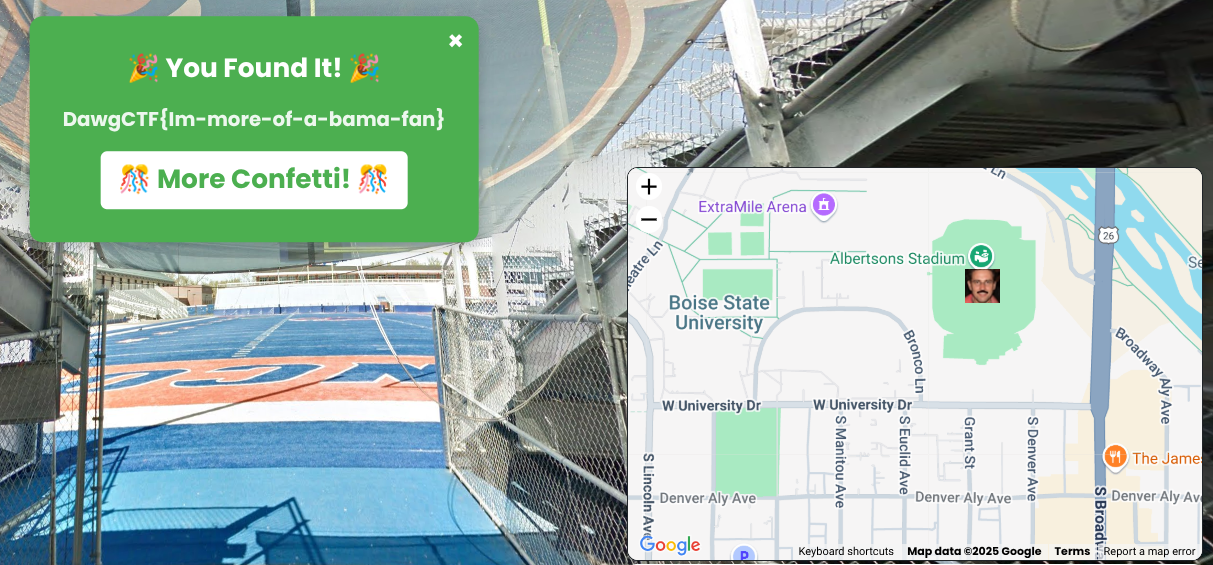 ✖
🎉 You Found It! 🎉
DawgCTF{Im-more-of-a-bama-fan}
🎊 More Confetti! 🎊
+
−
Ln
ExtraMile Arena
26
Albertsons Stadium
eatre Ln
Se
Boise State
University
Bronco Ln
Broadway Aly Ave
W University Dr
W University Dr
S Lincoln Ave
S Manitou Ave
S Euclid Ave
Grant St
S Denver Ave
The James
Denver Aly Ave
Denver Aly Ave
Denver Aly Av
S Broadw
P
Google
Keyboard shortcuts
Map data ©2025 Google
Terms
Report a map error